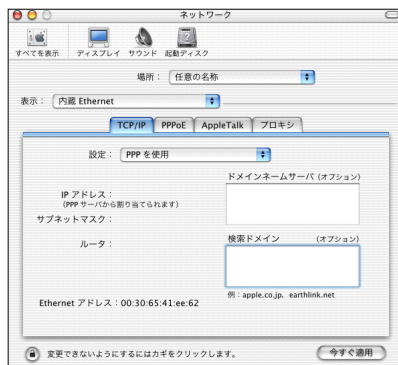 ネットワーク
すべてを表示 ディスプレイ サウンド 起動ディスク
場所： 任意の名称
表示： 内蔵 Ethernet
TCP/IP PPPoE AppleTalk プロキシ
設定： PPP を使用
ドメインネームサーバ (オプション)
IP アドレス：
（PPP サーバから割り当てられます）
サブネットマスク：
ルータ：
検索ドメイン (オプション)
例：apple.co.jp、earthlink.net
Ethernet アドレス：00:30:65:41:ee:62
変更できないようにするにはカギをクリックします。
今すぐ適用